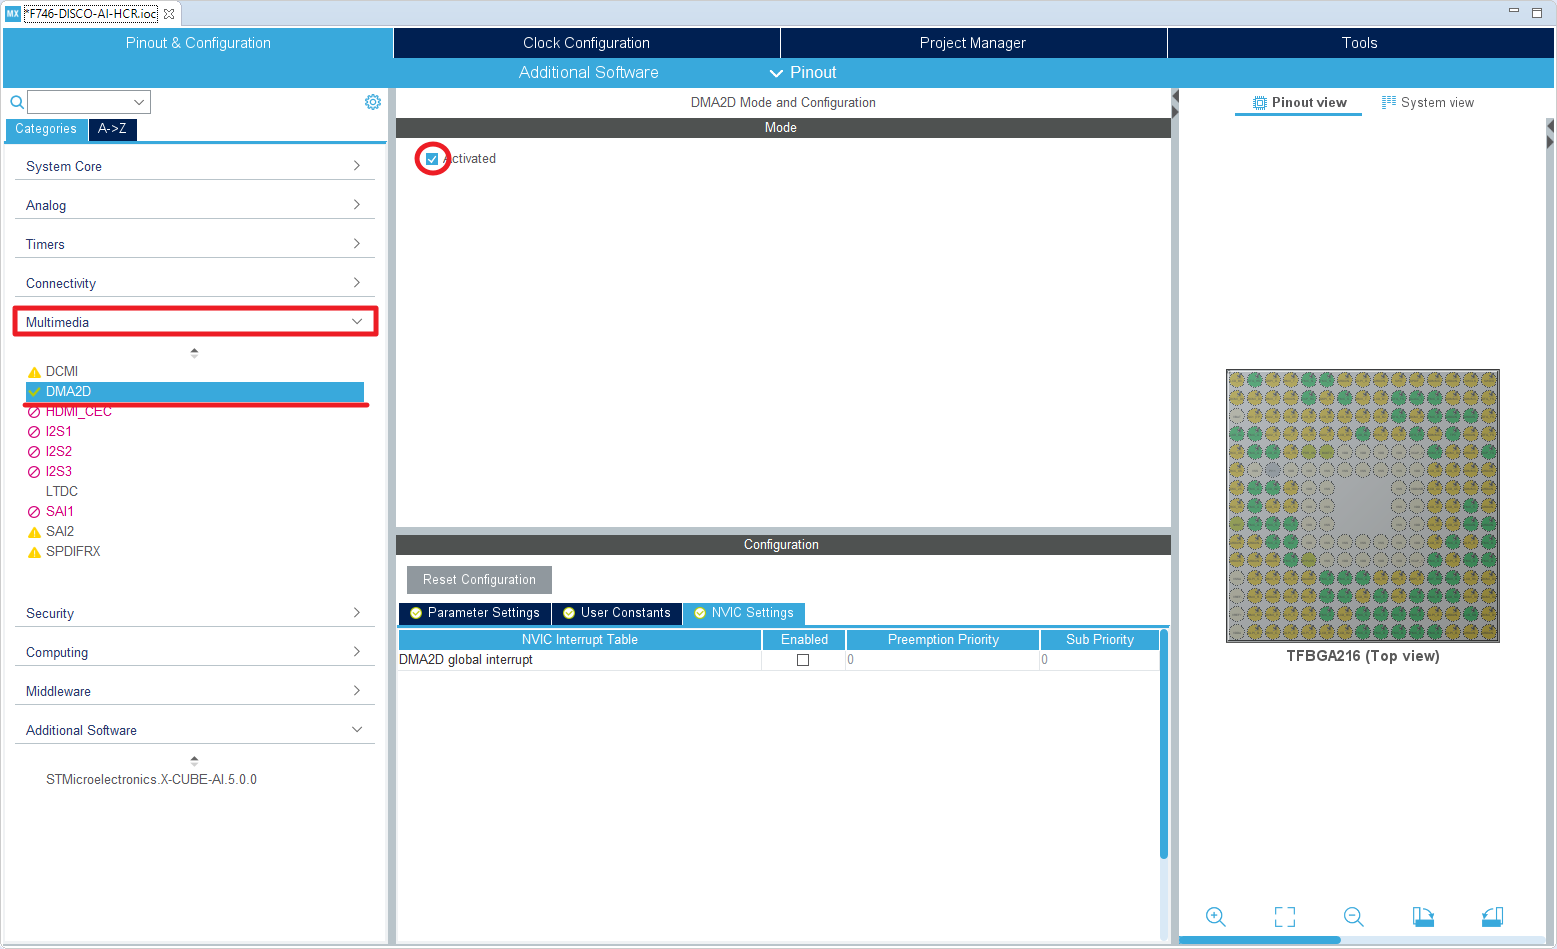 MX *F746-DISCO-AI-HCR.ioc
Pinout & Configuration
Clock Configuration
Project Manager
Tools
Additional Software
Pinout
Categories
A->Z
System Core
Analog
Timers
Connectivity
Multimedia
DCMI
DMA2D
HDMI_CEC
I2S1
I2S2
I2S3
LTDC
SAI1
SAI2
SPDIFRX
Security
Computing
Middleware
Additional Software
STMicroelectronics.X-CUBE-AI.5.0.0
DMA2D Mode and Configuration
Mode
Activated
Configuration
Reset Configuration
Parameter Settings
User Constants
NVIC Settings
NVIC Interrupt Table Enabled Preemption Priority Sub Priority
DMA2D global interrupt 0 0
Pinout view
System view
TFBGA216 (Top view)